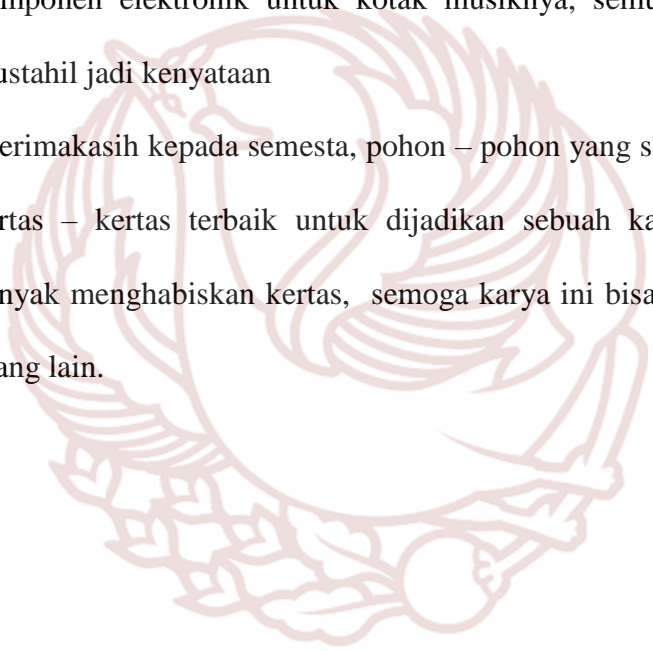 mponen elektronik untuk kotak musiknya, semu
ustahil jadi kenyataan
erimakasih kepada semesta, pohon – pohon yang s
rtas – kertas terbaik untuk dijadikan sebuah ka
nyak menghabiskan kertas, semoga karya ini bisa
ang lain.